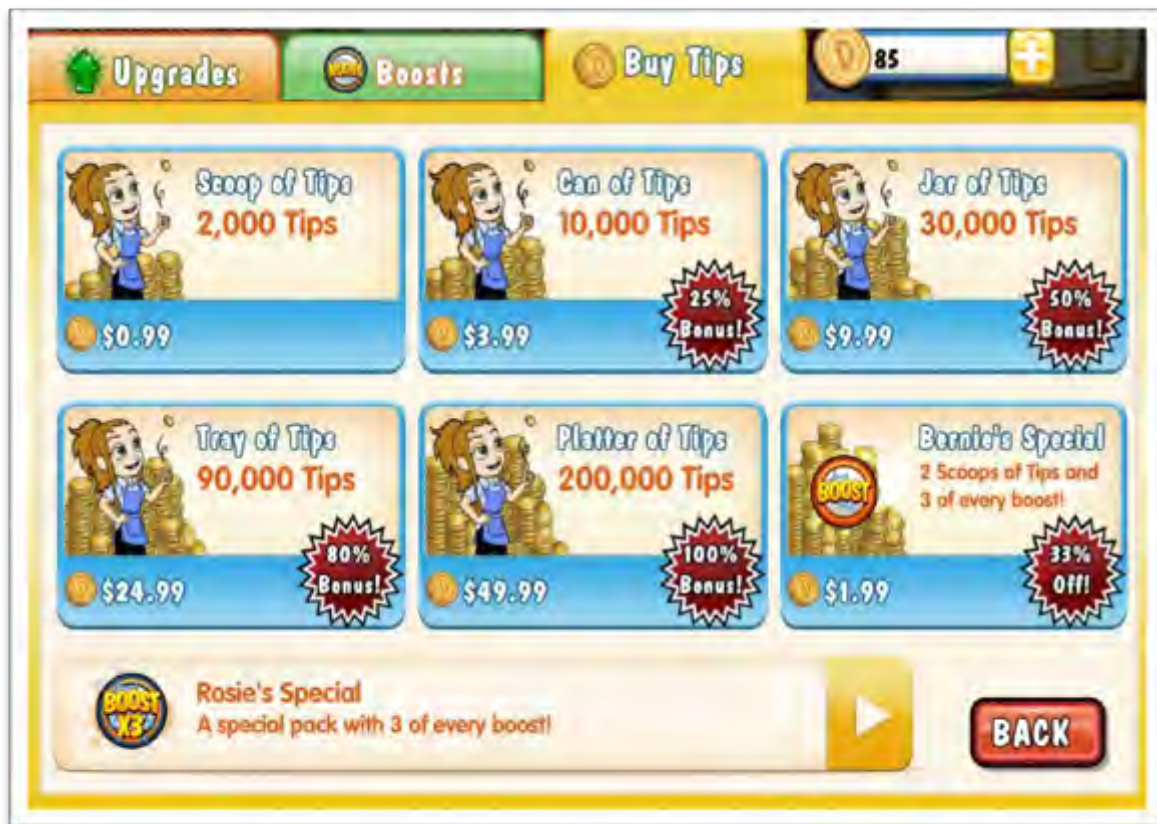 Upgrades
Boosts
Buy Tips
85
Scoop of Tips
2,000 Tips
$0.99
Can of Tips
10,000 Tips
25%
Bonus!
$3.99
Jar of Tips
30,000 Tips
50%
Bonus!
$9.99
Tray of Tips
90,000 Tips
80%
Bonus!
$24.99
Platter of Tips
200,000 Tips
100%
Bonus!
$49.99
BOOST
Bernie's Special
2 Scoops of Tips and
3 of every boost!
33%
Off!
$1.99
BOOST
X3
Rosie's Special
A special pack with 3 of every boost!
BACK